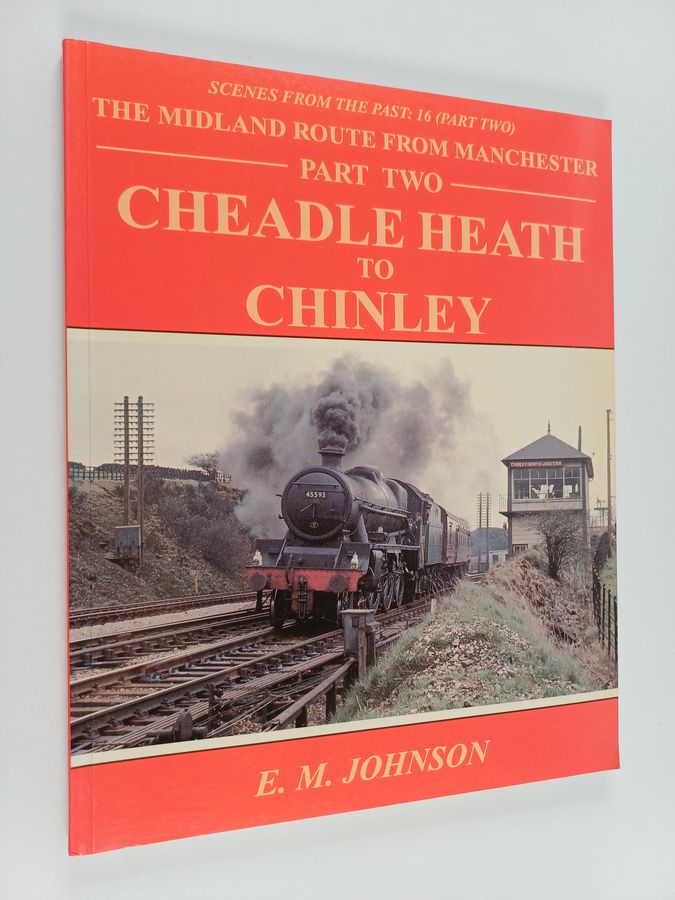 SCENES FROM THE PAST: 16 (PART TWO)
THE MIDLAND ROUTE FROM MANCHESTER
PART TWO
CHEADLE HEATH
TO
CHINLEY
CHINLEY NORTH JUNCTION
45593
E. M. JOHNSON